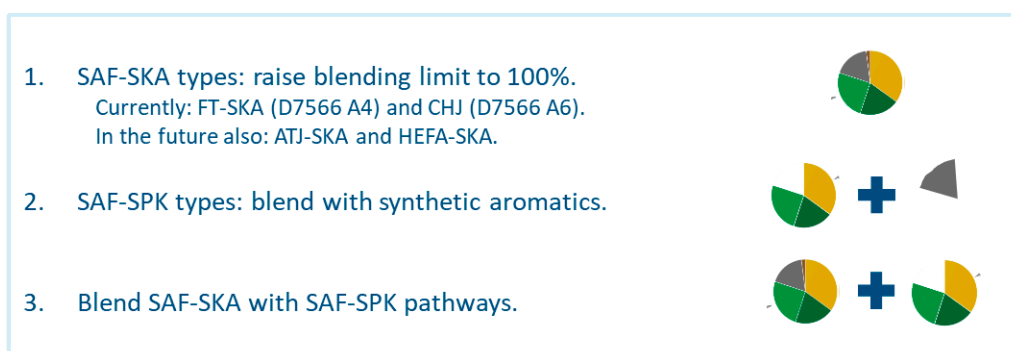 1. SAF-SKA types: raise blending limit to 100%.
Currently: FT-SKA (D7566 A4) and CHJ (D7566 A6).
In the future also: ATJ-SKA and HEFA-SKA.
2. SAF-SPK types: blend with synthetic aromatics.
3. Blend SAF-SKA with SAF-SPK pathways.